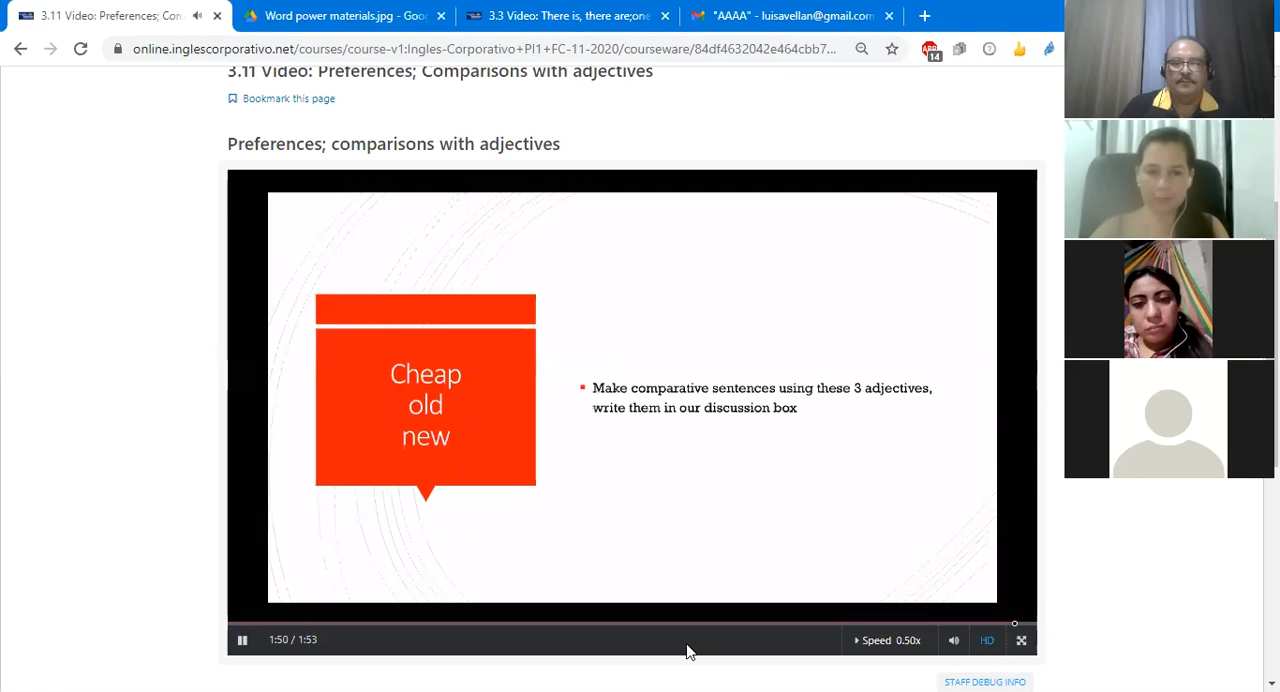 3.11 Video: Preferences; Cor
Word power materials.jpg - Goo
3.3 Video: There is, there are;one
"AAAA" - luisavellan@gmail.com
online.inglescorporativo.net/courses/course-v1:Ingles-Corporativo+PI1+FC-11-2020/courseware/84df4632042e464cbb7...
ABP
14
3.11 Video: Preferences; Comparisons with adjectives
Bookmark this page
Preferences; comparisons with adjectives
Cheap
old
new
Make comparative sentences using these 3 adjectives,
write them in our discussion box
1:50 / 1:53
Speed 0.50x
HD
STAFF DEBUG INFO